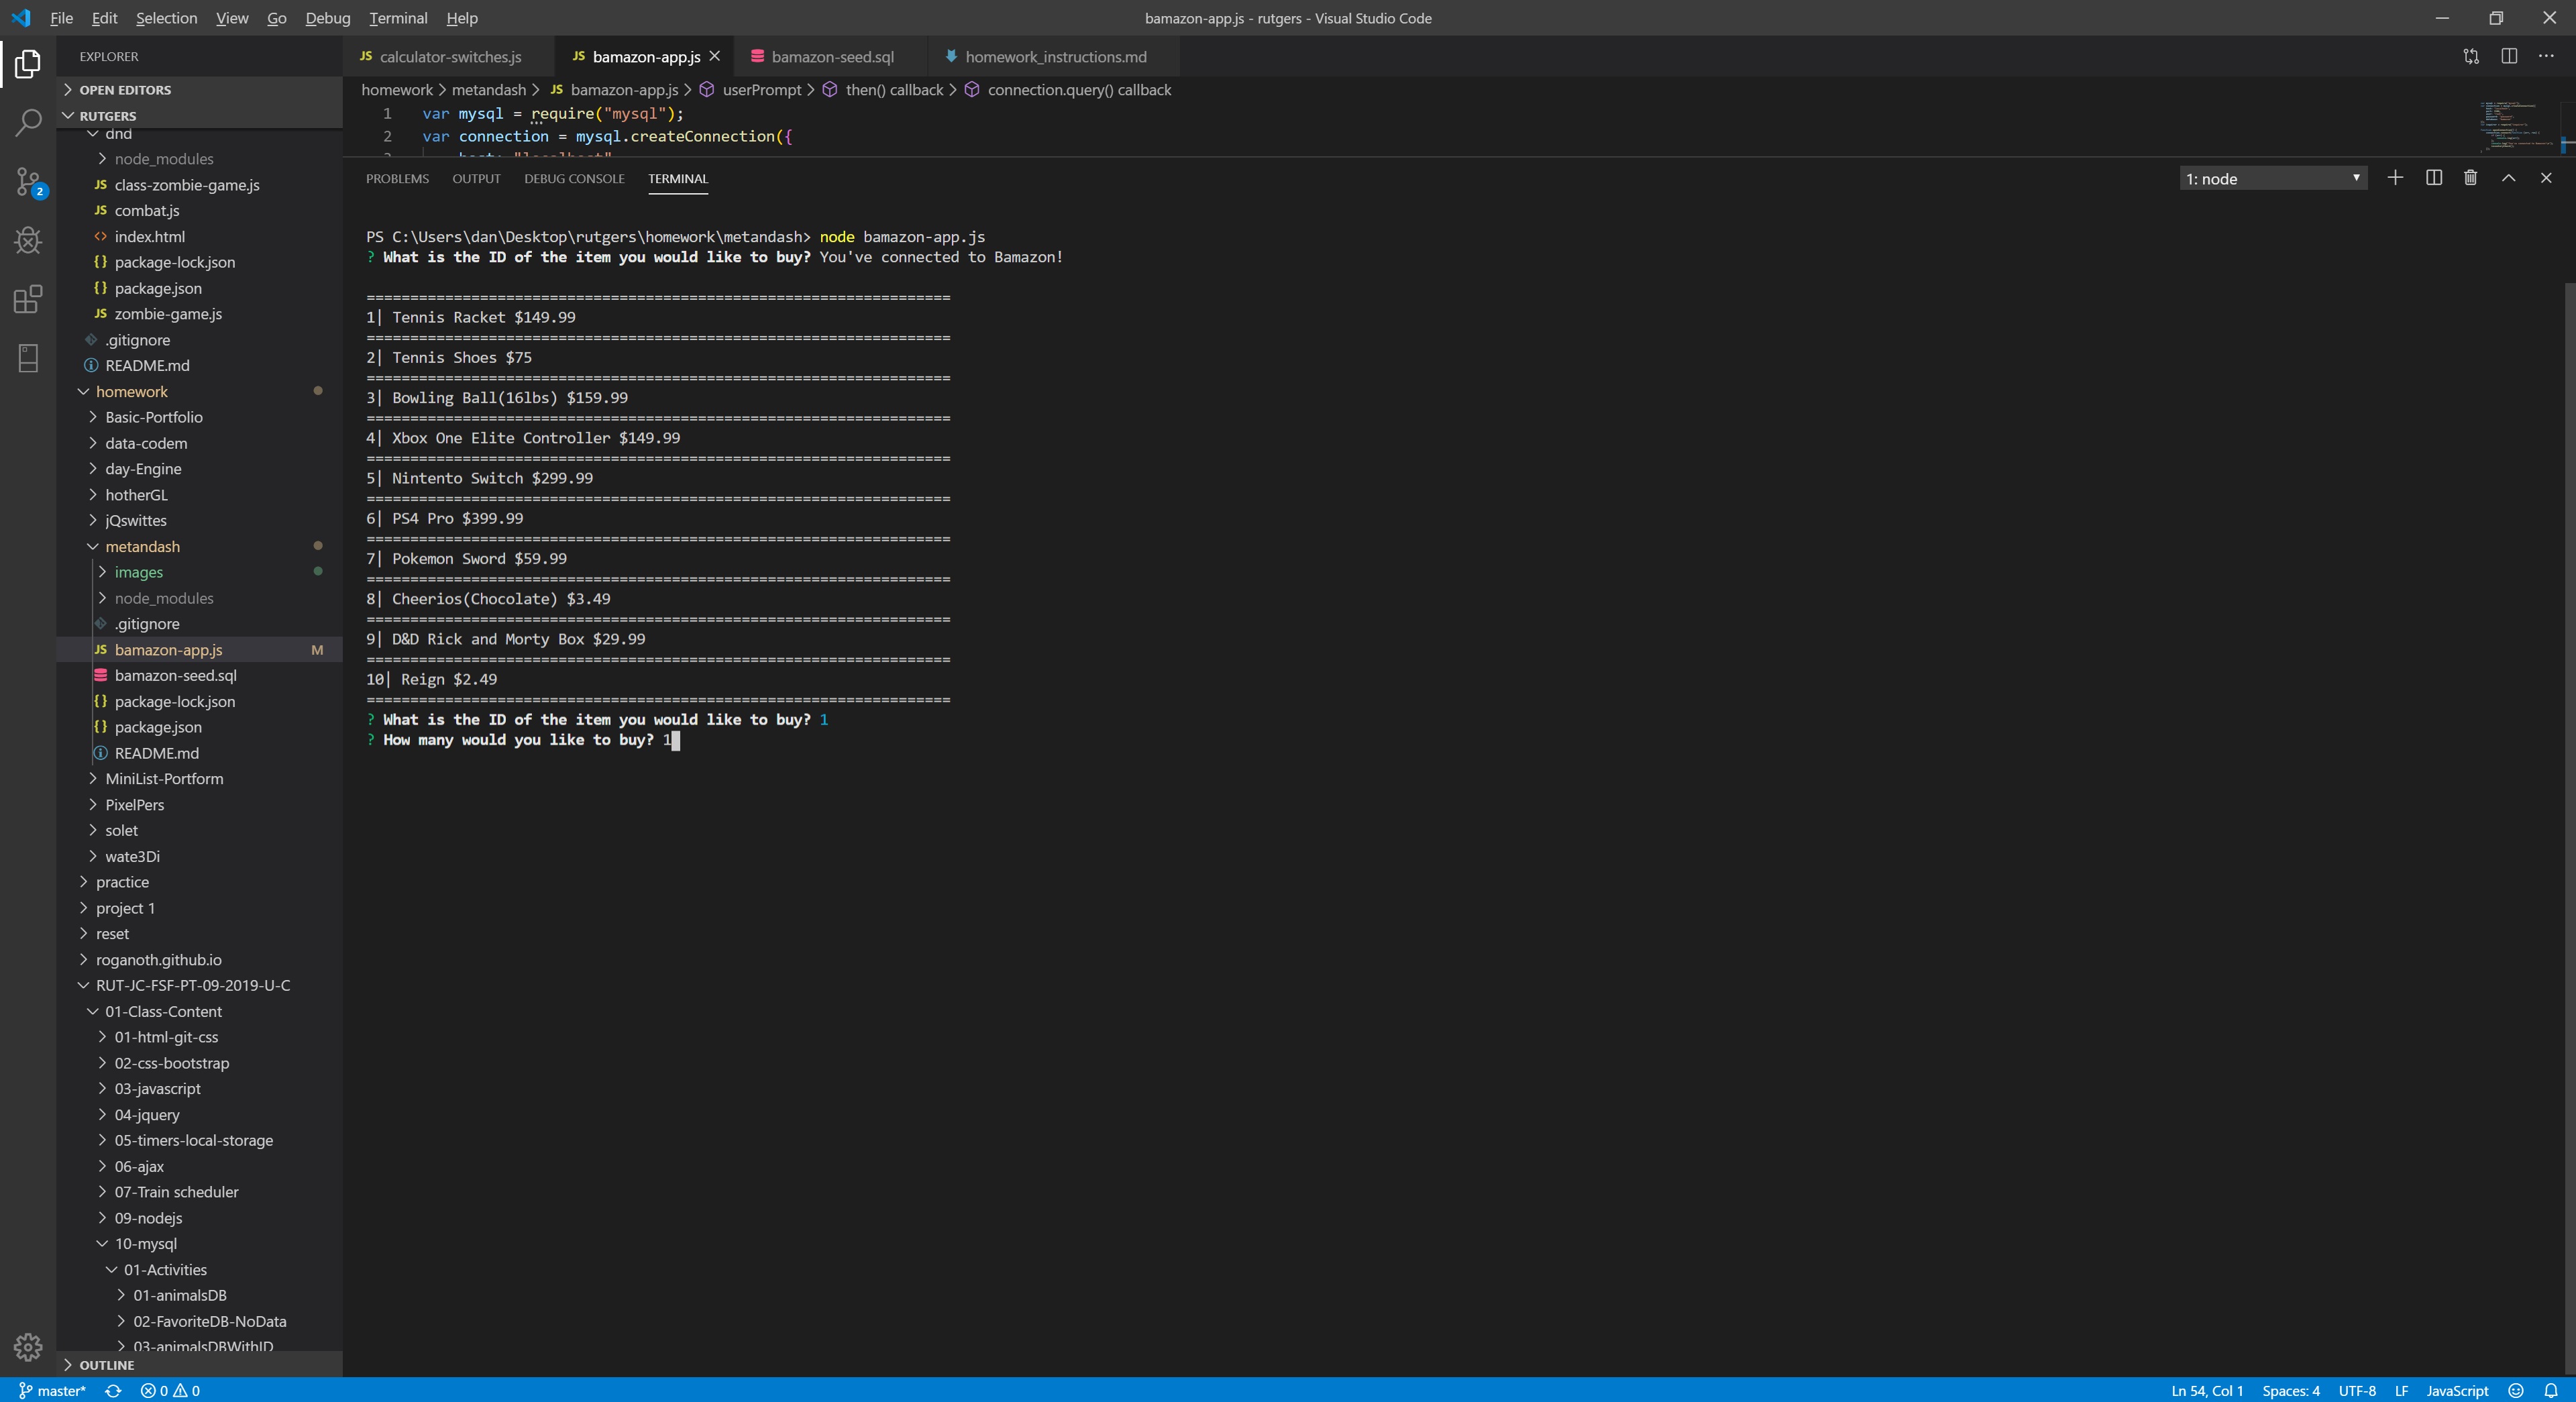 File Edit Selection View Go Debug Terminal Help
bamazon-app.js - rutgers - Visual Studio Code
EXPLORER
OPEN EDITORS
RUTGERS
dnd
node_modules
JS class-zombie-game.js
JS combat.js
<> index.html
{} package-lock.json
{} package.json
JS zombie-game.js
.gitignore
README.md
homework
Basic-Portfolio
data-codem
day-Engine
hotherGL
jQswittes
metandash
images
node_modules
.gitignore
JS bamazon-app.js M
bamazon-seed.sql
{} package-lock.json
{} package.json
README.md
MiniList-Portform
PixelPers
solet
wate3Di
practice
project 1
reset
roganoth.github.io
RUT-JC-FSF-PT-09-2019-U-C
01-Class-Content
01-html-git-css
02-css-bootstrap
03-javascript
04-jquery
05-timers-local-storage
06-ajax
07-Train scheduler
09-nodejs
10-mysql
01-Activities
01-animalsDB
02-FavoriteDB-NoData
03-animalsDBWithID
OUTLINE
2
JS calculator-switches.js
JS bamazon-app.js
bamazon-seed.sql
homework_instructions.md
homework > metandash > JS bamazon-app.js > userPrompt > then() callback > connection.query() callback
1 var mysql = require("mysql");
2 var connection = mysql.createConnection({
3 host: "localhost"
PROBLEMS OUTPUT DEBUG CONSOLE TERMINAL
1: node
PS C:\Users\dan\Desktop\rutgers\homework\metandash> node bamazon-app.js
? What is the ID of the item you would like to buy? You've connected to Bamazon!
===================================================================
1| Tennis Racket $149.99
===================================================================
2| Tennis Shoes $75
===================================================================
3| Bowling Ball(16lbs) $159.99
===================================================================
4| Xbox One Elite Controller $149.99
===================================================================
5| Nintento Switch $299.99
===================================================================
6| PS4 Pro $399.99
===================================================================
7| Pokemon Sword $59.99
===================================================================
8| Cheerios(Chocolate) $3.49
===================================================================
9| D&D Rick and Morty Box $29.99
===================================================================
10| Reign $2.49
===================================================================
? What is the ID of the item you would like to buy? 1
? How many would you like to buy? 1
master* 0 0
Ln 54, Col 1 Spaces: 4 UTF-8 LF JavaScript